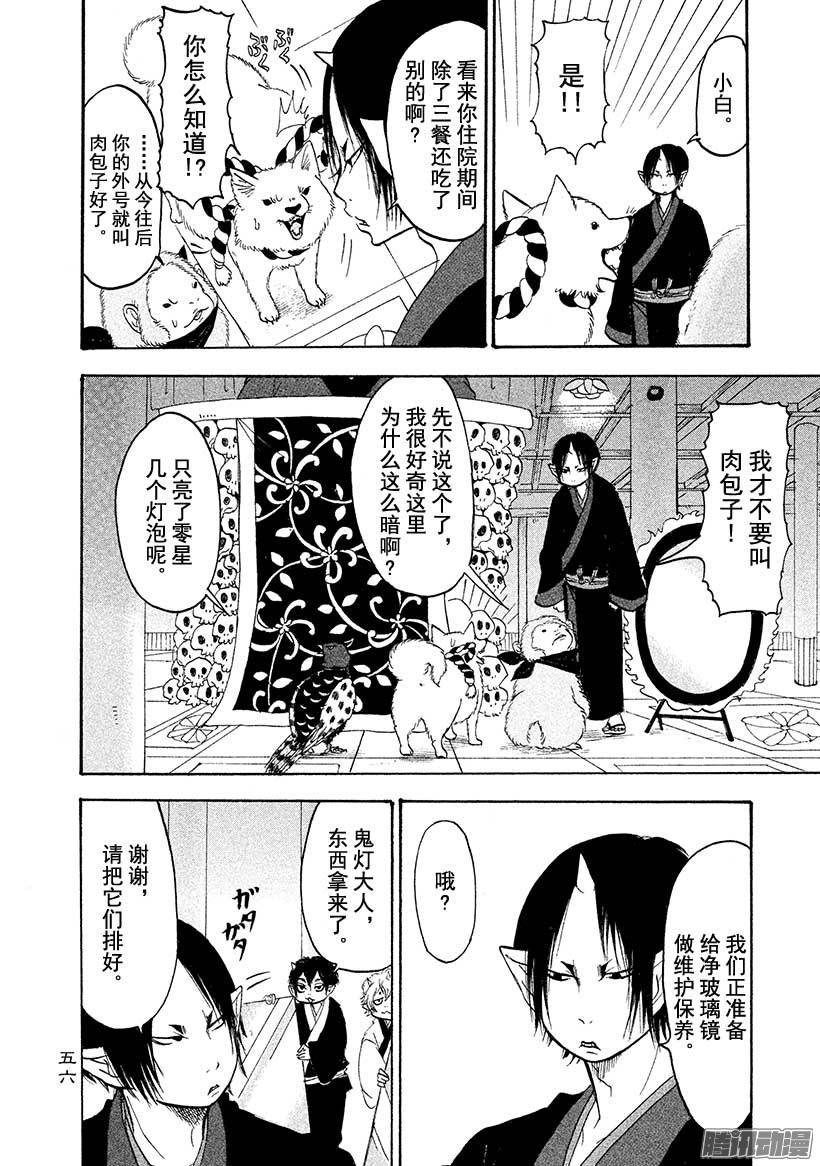 小白。
是!!
看来你住院期间
除了三餐还吃了
别的啊?
ぶくぶく
你怎么知道!?
……从今往后
你的外号就叫
肉包子好了。
我才不要叫
肉包子!
先不说这个了,
我很好奇这里
为什么这么暗啊?
只亮了零星
几个灯泡呢。
我们正准备
给净玻璃镜
做维护保养。
哦?
鬼灯大人,
东西拿来了。
ガタガタ
谢谢,
请把它们排好。
五六
腾讯动漫